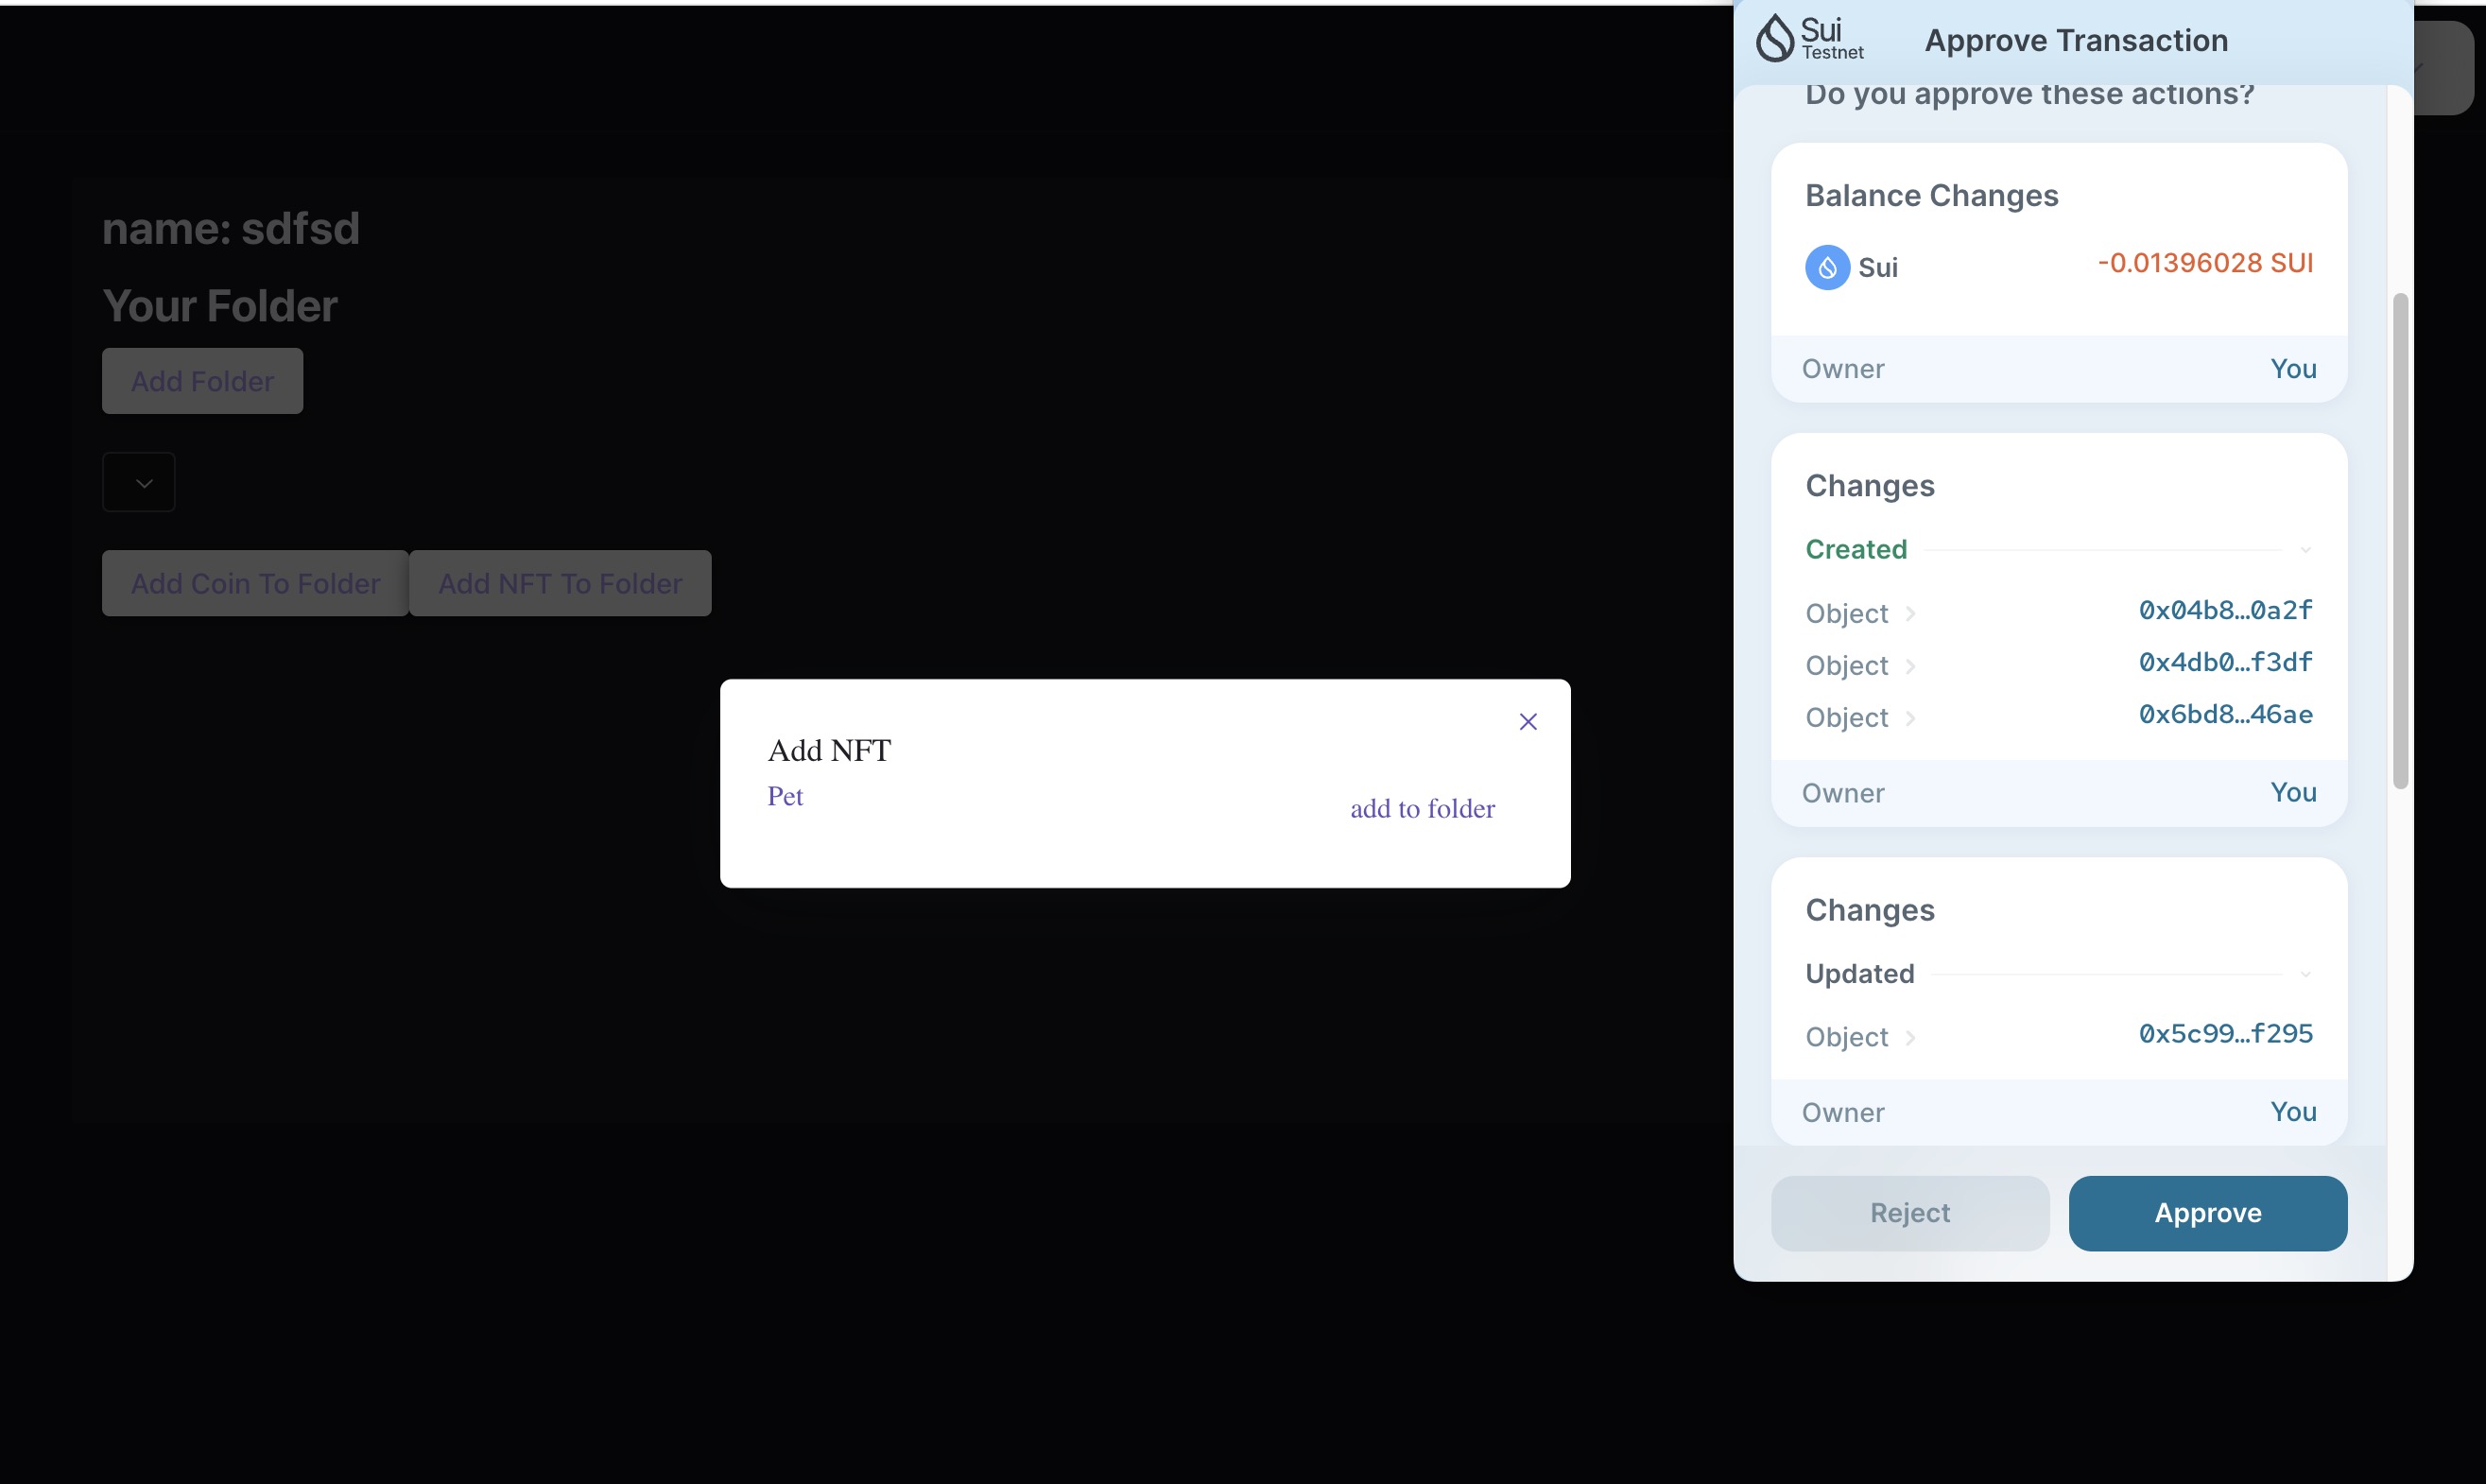 name: sdfsd
Your Folder
Add Folder
Add Coin To Folder
Add NFT To Folder
Add NFT
Pet
add to folder
Sui
Testnet
Approve Transaction
Do you approve these actions?
Balance Changes
Sui
-0.01396028 SUI
Owner
You
Changes
Created
Object
0x04b8…0a2f
Object
0x4db0…f3df
Object
0x6bd8…46ae
Owner
You
Changes
Updated
Object
0x5c99…f295
Owner
You
Reject
Approve